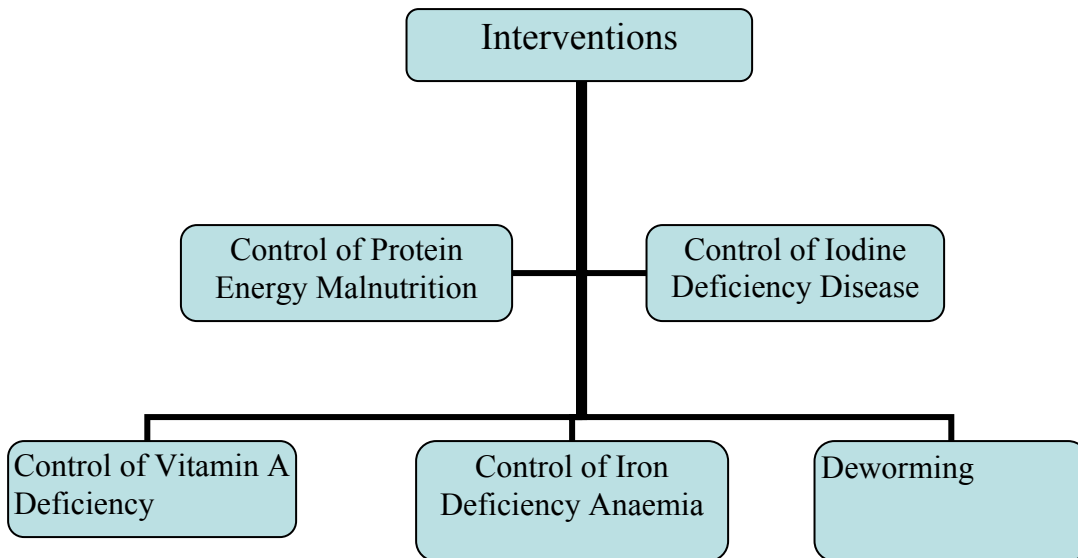 Interventions
Control of Protein
Energy Malnutrition
Control of Iodine
Deficiency Disease
Control of Vitamin A
Deficiency
Control of Iron
Deficiency Anaemia
Deworming